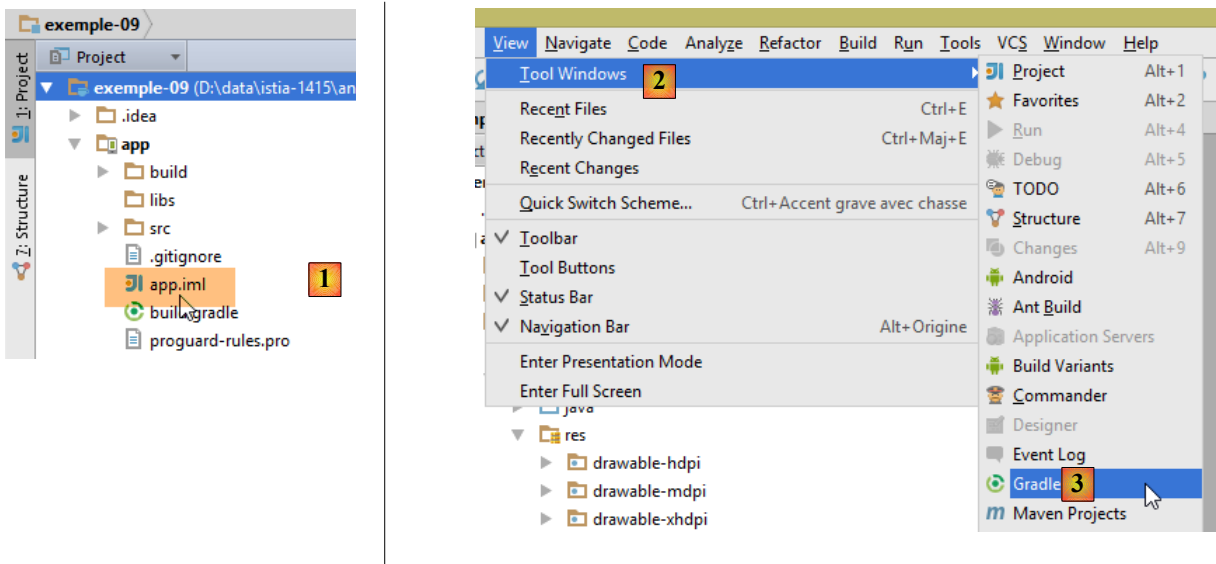 exemple-09
Project
1: Project
7: Structure
exemple-09 (D:\data\istia-1415\an
.idea
app
build
libs
src
.gitignore
app.iml
build.gradle
proguard-rules.pro
1
View Navigate Code Analyze Refactor Build Run Tools VCS Window Help
Tool Windows
2
Recent Files Ctrl+E
Recently Changed Files Ctrl+Maj+E
Recent Changes
Quick Switch Scheme... Ctrl+Accent grave avec chasse
Toolbar
Tool Buttons
Status Bar
Navigation Bar Alt+Origine
Enter Presentation Mode
Enter Full Screen
java
res
drawable-hdpi
drawable-mdpi
drawable-xhdpi
Project Alt+1
Favorites Alt+2
Run Alt+4
Debug Alt+5
TODO Alt+6
Structure Alt+7
Changes Alt+9
Android
Ant Build
Application Servers
Build Variants
Commander
Designer
Event Log
Gradle
3
Maven Projects